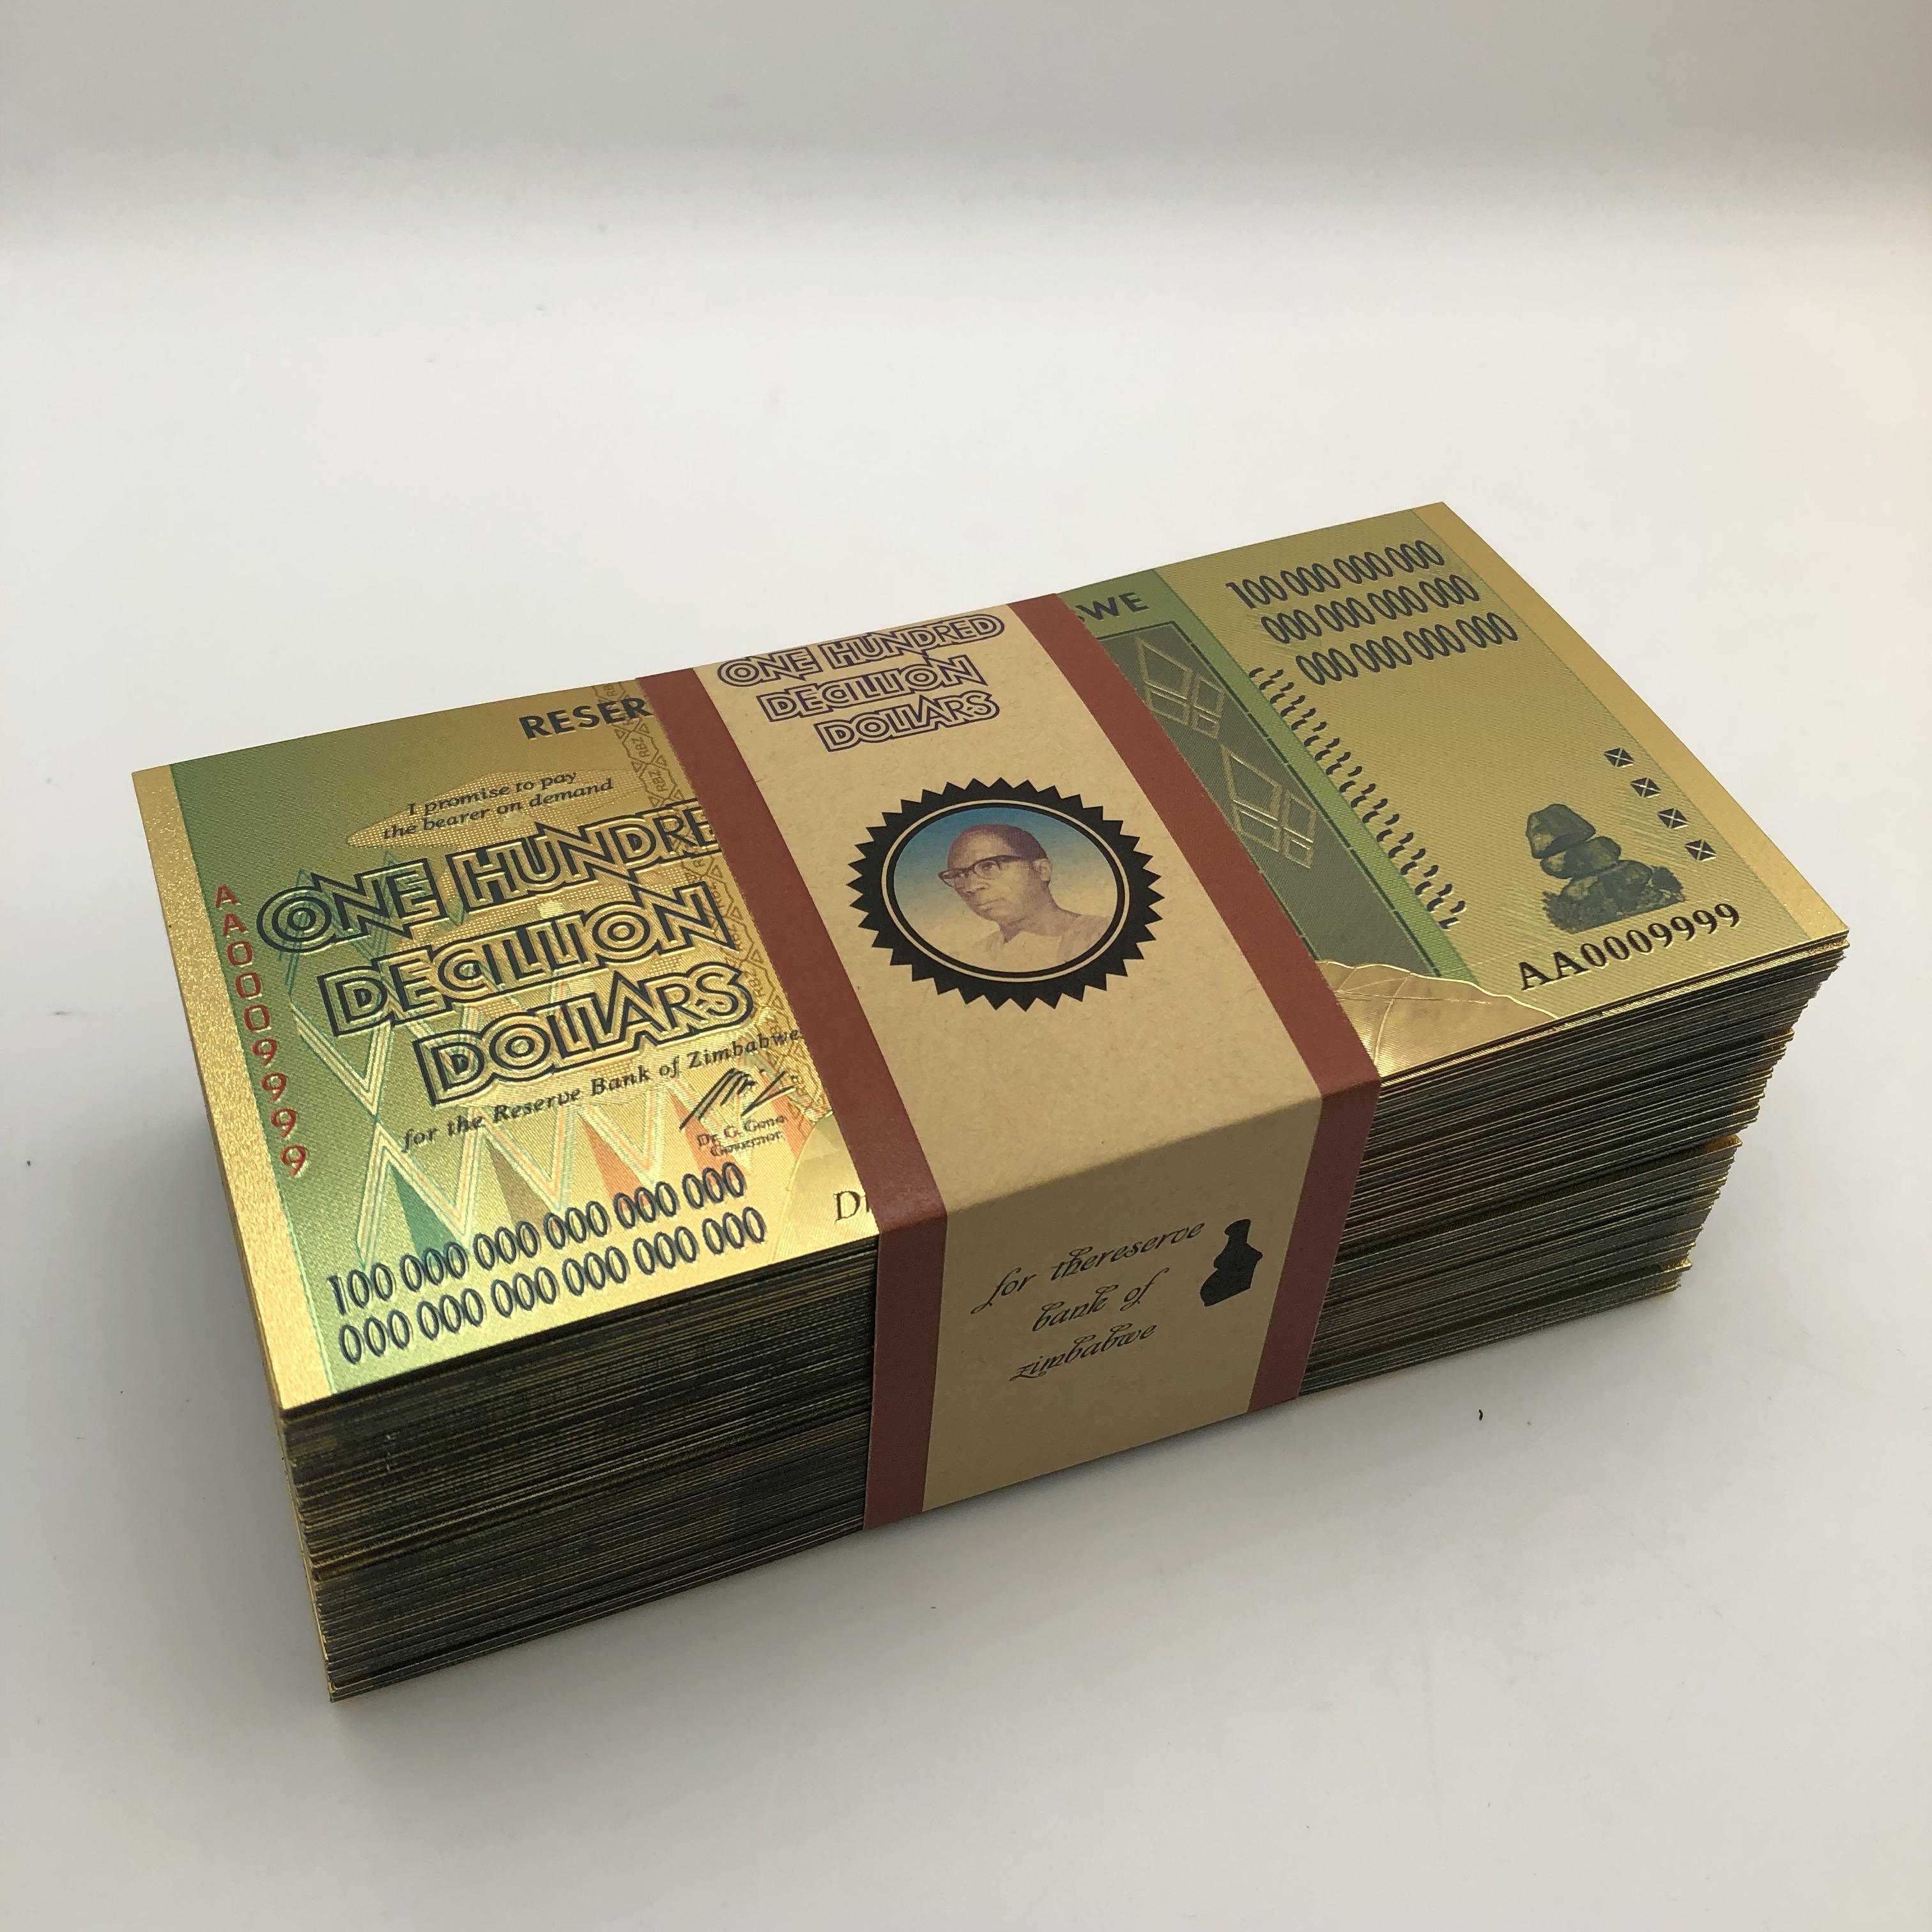 RESER
I promise to pay
the bearer on demand
ONE HUNDRE
DECILLION
DOLLARS
for the Reserve Bank of Zimbabwe
Dr. G. Gono
Governor
100 000 000 000 000 000
000 000 000 000 000 000
AA0009999
RBZ
ONE HUNDRED
DECILLION
DOLLARS
for thereserve
bank of
zimbabwe
WE
100 000 000 000
000 000 000 000
000 000 000 000
AA0009999